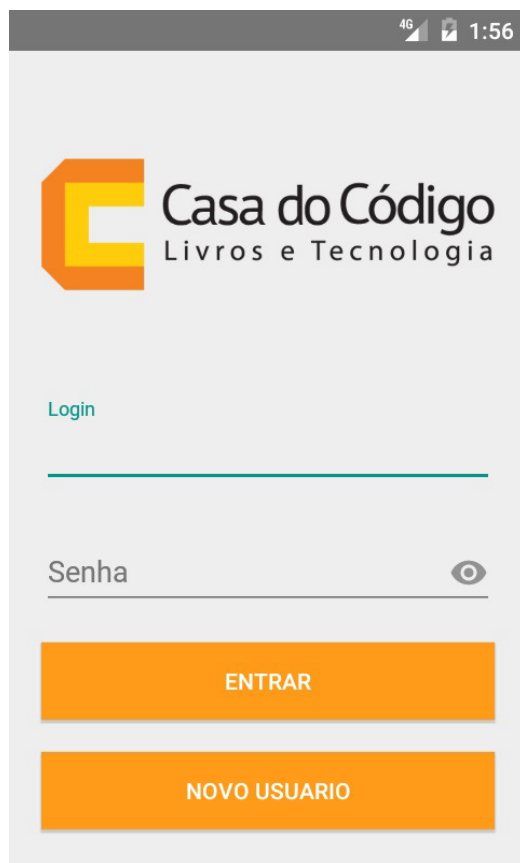 4G 1:56
Casa do Código
Livros e Tecnologia
Login
Senha
ENTRAR
NOVO USUARIO